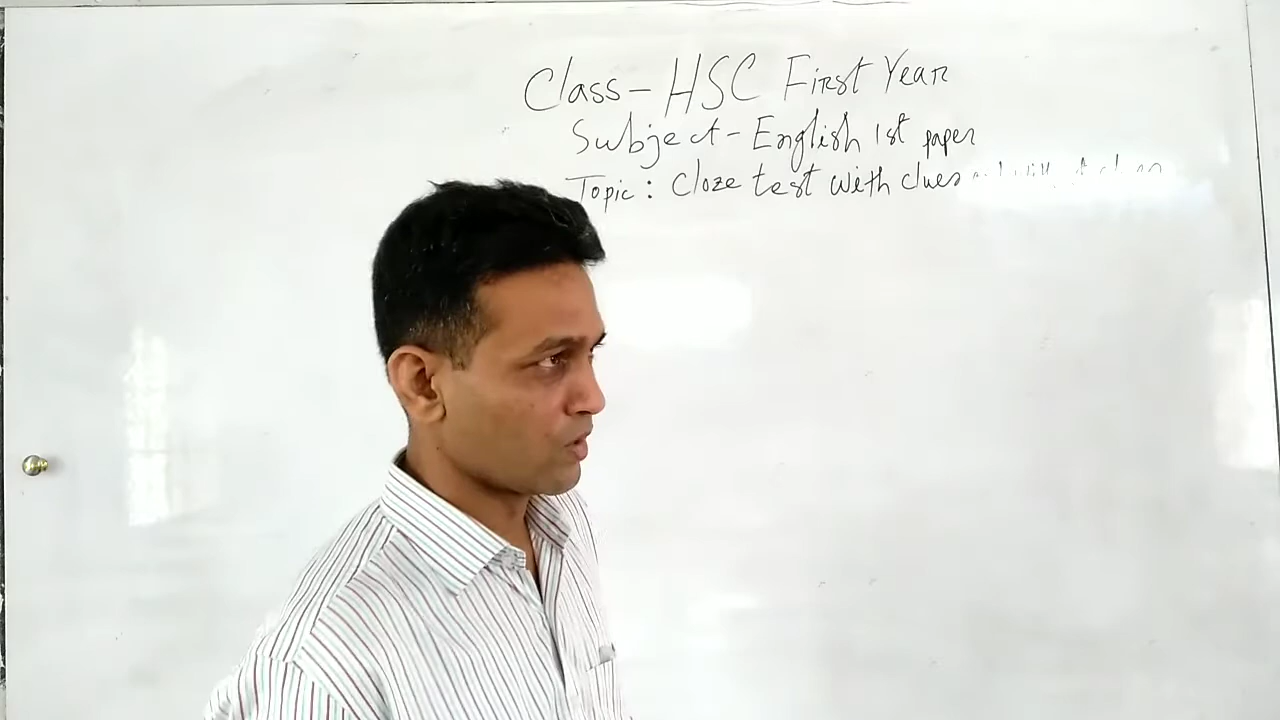 Class - HSC First Year
Subject - English 1st paper
Topic : Cloze test with clues